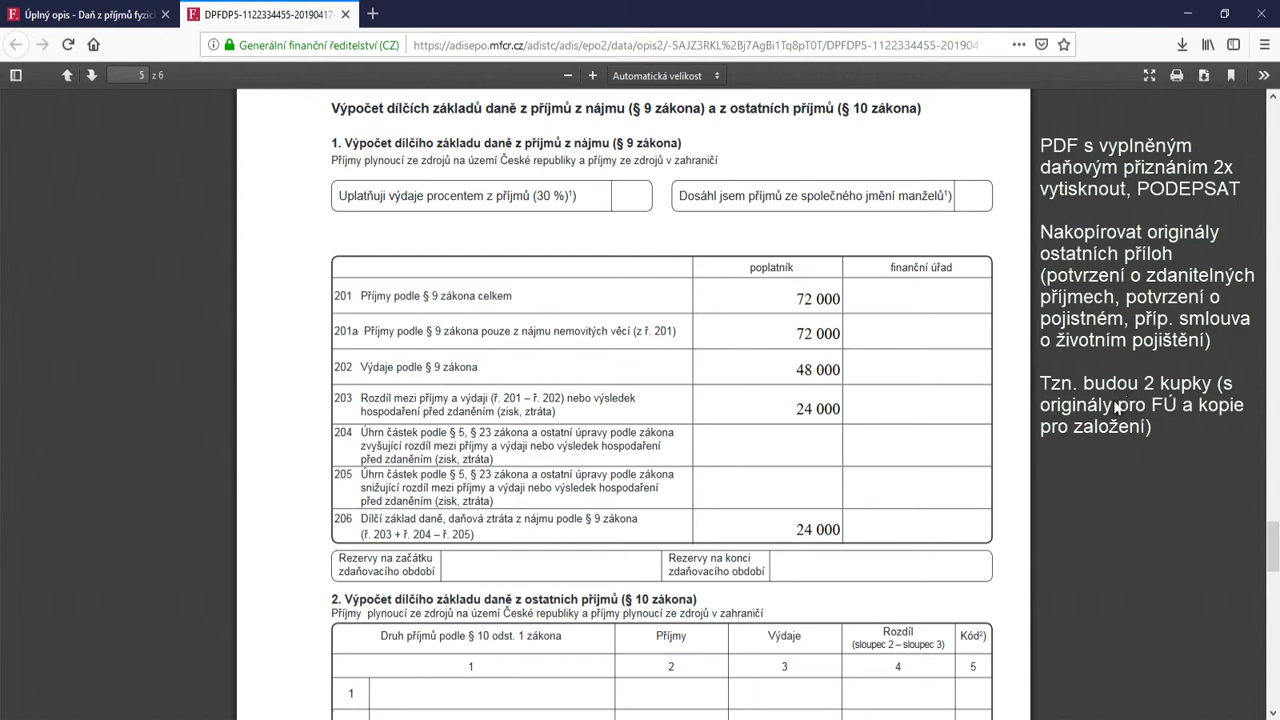 Úplný opis - Daň z příjmů fyzic
DPFDP5-1122334455-20190417-
Generální finanční ředitelství (CZ)
https://adisepo.mfcr.cz/adistc/adis/epo2/data/opis2/-5AJZ3RKL%2Bj7AgBi1Tq8pT0T/DPFDP5-1122334455-201904
5 z 6
Automatická velikost
Výpočet dílčích základů daně z příjmů z nájmu (§ 9 zákona) a z ostatních příjmů (§ 10 zákona)
1. Výpočet dílčího základu daně z příjmů z nájmu (§ 9 zákona)
Příjmy plynoucí ze zdrojů na území České republiky a příjmy ze zdrojů v zahraničí
Uplatňuji výdaje procentem z příjmů (30 %)¹)
Dosáhl jsem příjmů ze společného jmění manželů¹)
poplatník
finanční úřad
201 Příjmy podle § 9 zákona celkem
72 000
201a Příjmy podle § 9 zákona pouze z nájmu nemovitých věcí (z ř. 201)
72 000
202 Výdaje podle § 9 zákona
48 000
203 Rozdíl mezi příjmy a výdaji (ř. 201 – ř. 202) nebo výsledek
hospodaření před zdaněním (zisk, ztráta)
24 000
204 Úhrn částek podle § 5, § 23 zákona a ostatní úpravy podle zákona
zvyšující rozdíl mezi příjmy a výdaji nebo výsledek hospodaření
před zdaněním (zisk, ztráta)
205 Úhrn částek podle § 5, § 23 zákona a ostatní úpravy podle zákona
snižující rozdíl mezi příjmy a výdaji nebo výsledek hospodaření
před zdaněním (zisk, ztráta)
206 Dílčí základ daně, daňová ztráta z nájmu podle § 9 zákona
(ř. 203 + ř. 204 – ř. 205)
24 000
Rezervy na začátku
zdaňovacího období
Rezervy na konci
zdaňovacího období
2. Výpočet dílčího základu daně z ostatních příjmů (§ 10 zákona)
Příjmy plynoucí ze zdrojů na území České republiky a příjmy plynoucí ze zdrojů v zahraničí
Druh příjmů podle § 10 odst. 1 zákona
Příjmy
Výdaje
Rozdíl
(sloupec 2 – sloupec 3)
Kód²)
1
2
3
4
5
1
PDF s vyplněným
daňovým přiznáním 2x
vytisknout, PODEPSAT
Nakopírovat originály
ostatních příloh
(potvrzení o zdanitelných
příjmech, potvrzení o
pojistném, příp. smlouva
o životním pojištění)
Tzn. budou 2 kupky (s
originály pro FÚ a kopie
pro založení)